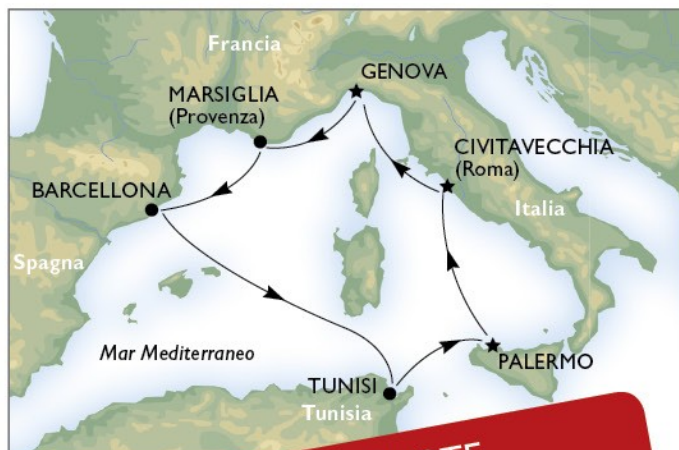 Francia
GENOVA
MARSIGLIA
(Provenza)
CIVITAVECCHIA
(Roma)
BARCELLONA
Italia
Spagna
Mar Mediterraneo
PALERMO
TUNISI
Tunisia